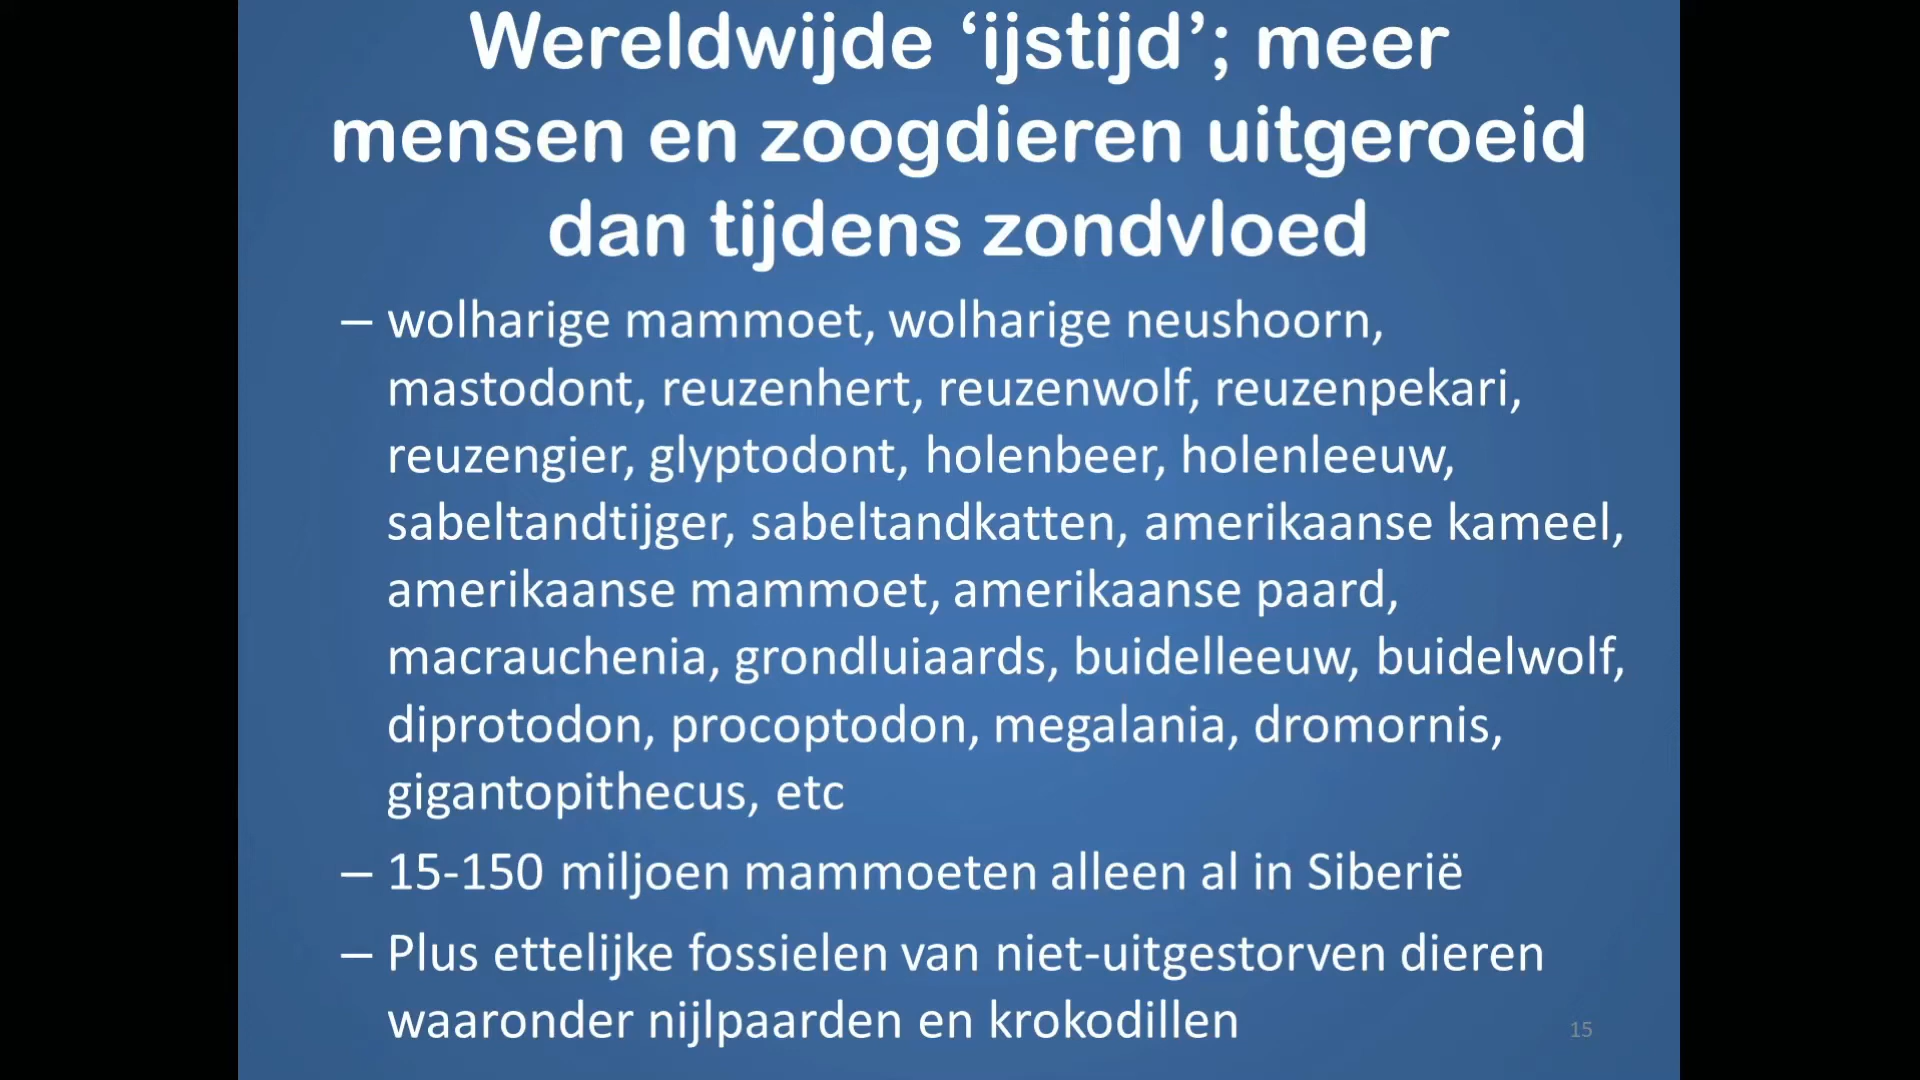 Wereldwijde ‘ijstijd’; meer
mensen en zoogdieren uitgeroeid
dan tijdens zondvloed
– wolharige mammoet, wolharige neushoorn,
mastodont, reuzenhert, reuzenwolf, reuzenpekari,
reuzengier, glyptodont, holenbeer, holenleeuw,
sabeltandtijger, sabeltandkatten, amerikaanse kameel,
amerikaanse mammoet, amerikaanse paard,
macrauchenia, grondluiaards, buidelleeuw, buidelwolf,
diprotodon, procoptodon, megalania, dromornis,
gigantopithecus, etc
– 15-150 miljoen mammoeten alleen al in Siberië
– Plus ettelijke fossielen van niet-uitgestorven dieren
waaronder nijlpaarden en krokodillen
15